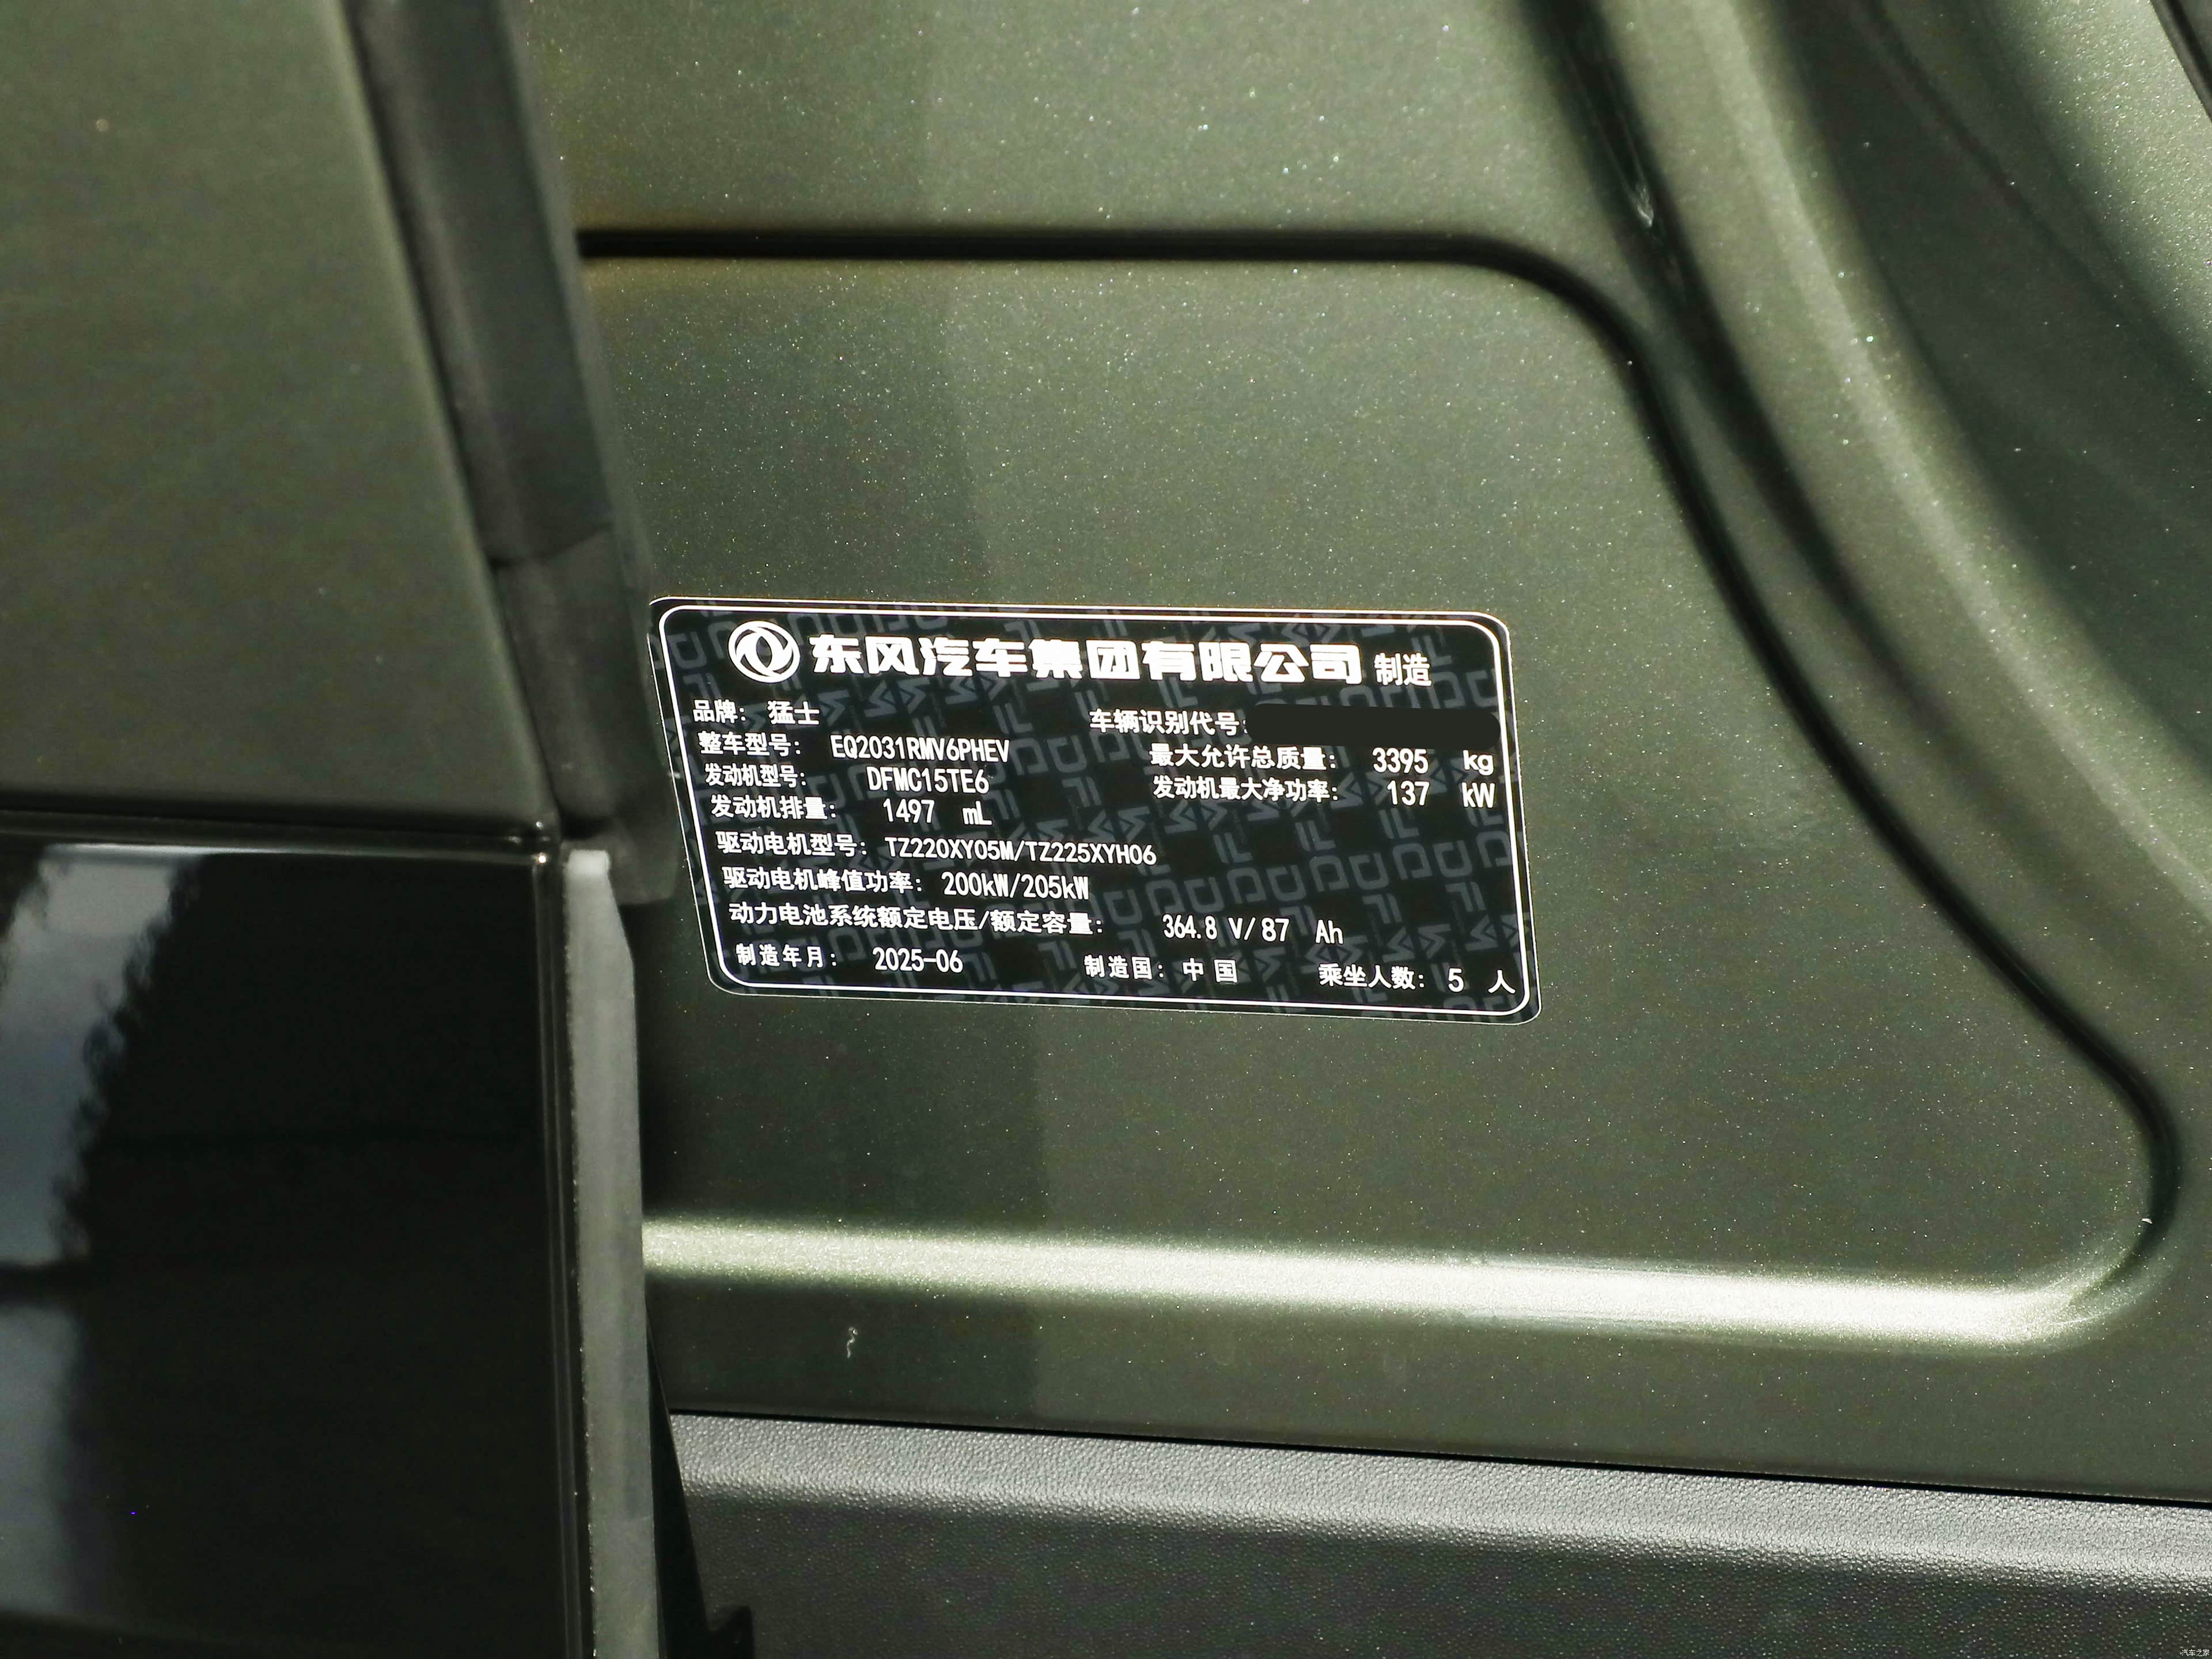 东风汽车集团有限公司 制造
品牌: 猛士 车辆识别代号:
整车型号: EQ2031RMV6PHEV 最大允许总质量: 3395 kg
发动机型号: DFMC15TE6 发动机最大净功率: 137 kW
发动机排量: 1497 mL
驱动电机型号: TZ220XY05M/TZ225XYH06
驱动电机峰值功率: 200kW/205kW
动力电池系统额定电压/额定容量: 364.8 V/87 Ah
制造年月: 2025-06 制造国: 中国 乘坐人数: 5 人
汽车之家